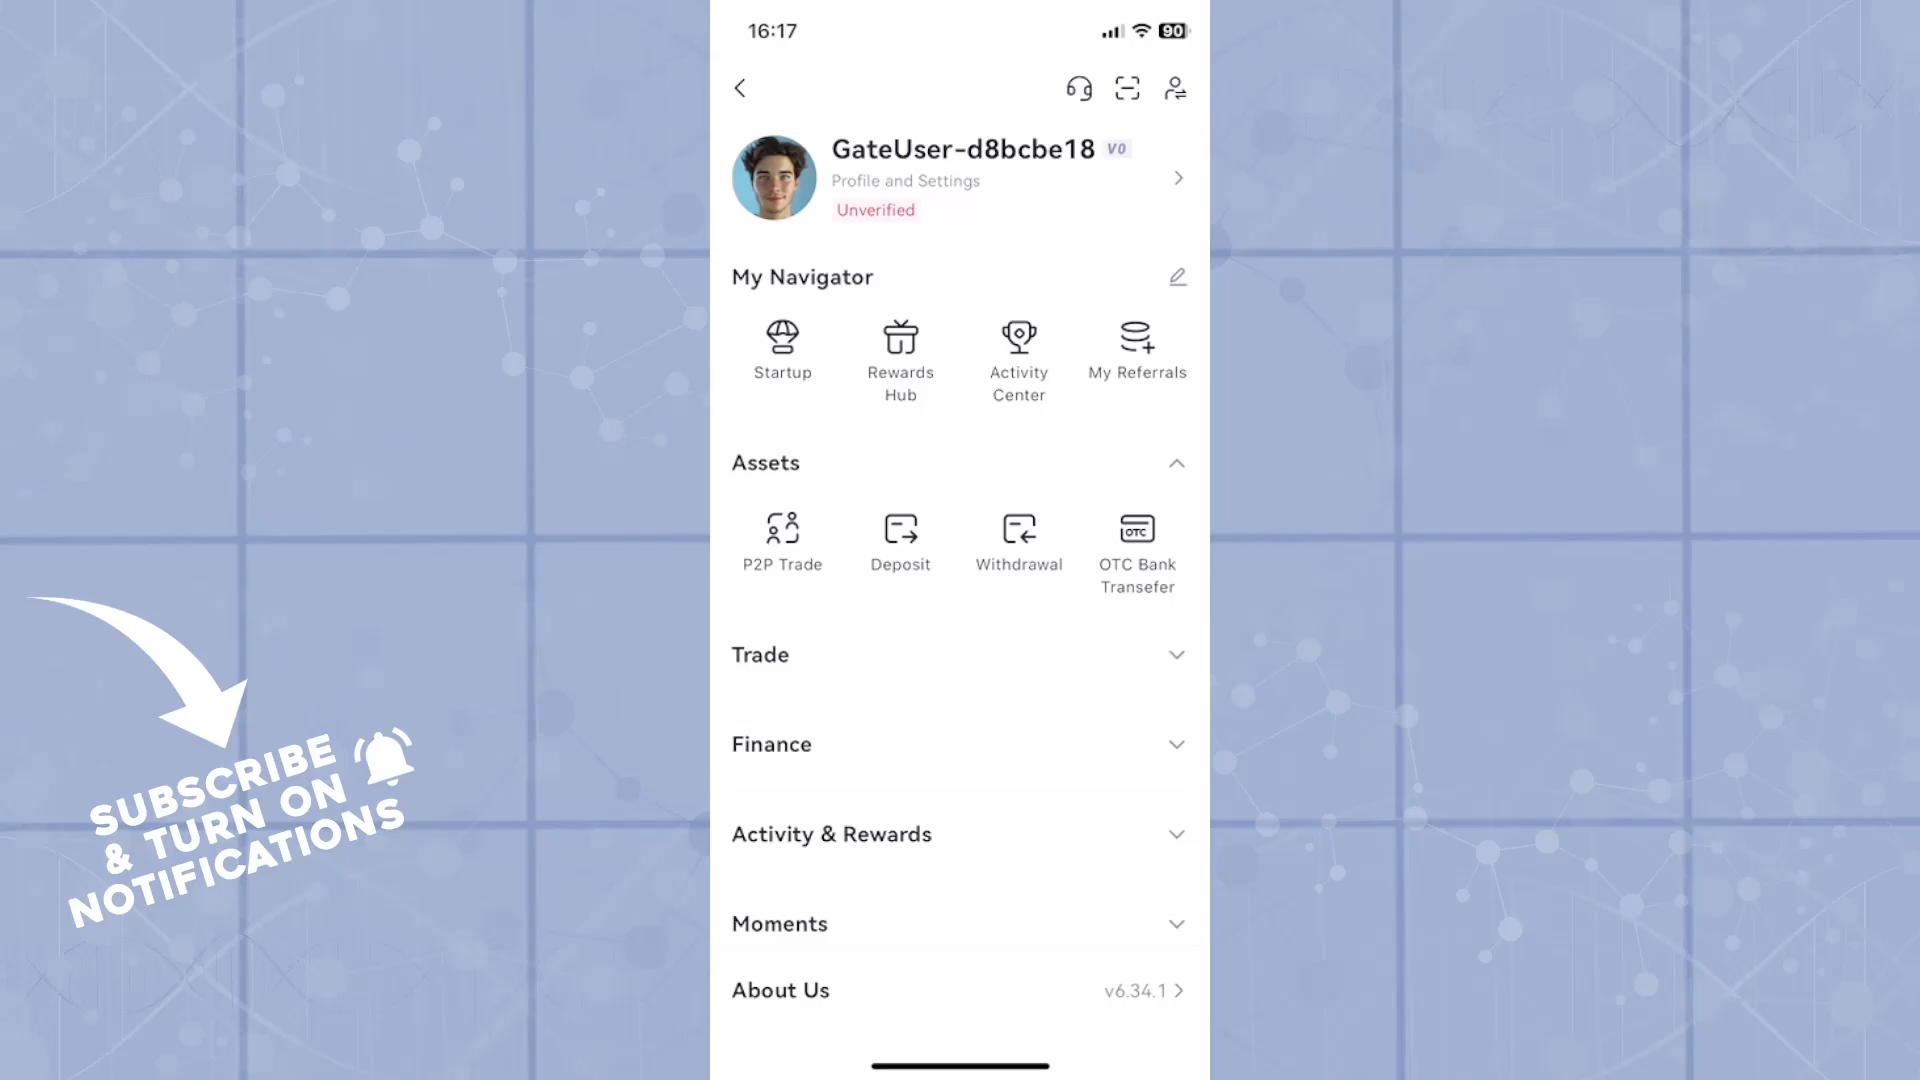 16:17
90
GateUser-d8bcbe18 V0
Profile and Settings
Unverified
My Navigator
Startup
Rewards
Hub
Activity
Center
My Referrals
Assets
P2P Trade
Deposit
Withdrawal
OTC
OTC Bank
Transefer
Trade
Finance
Activity & Rewards
Moments
About Us
v6.34.1
SUBSCRIBE
& TURN ON
NOTIFICATIONS